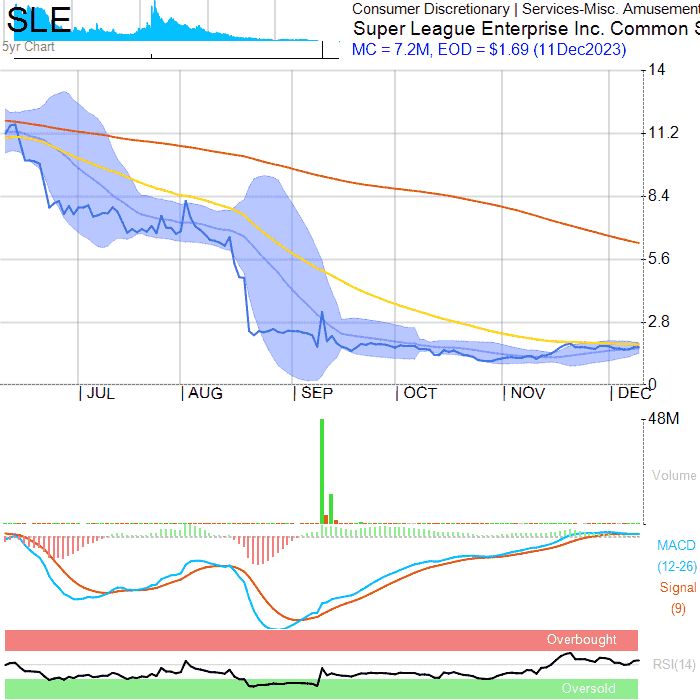 SLE
5yr Chart
Consumer Discretionary | Services-Misc. Amusement
Super League Enterprise Inc. Common S
MC = 7.2M, EOD = $1.69 (11Dec2023)
14
11.2
8.4
5.6
2.8
0
JUL AUG SEP OCT NOV DEC
48M
Volume
MACD
(12-26)
Signal
(9)
Overbought
RSI(14)
Oversold